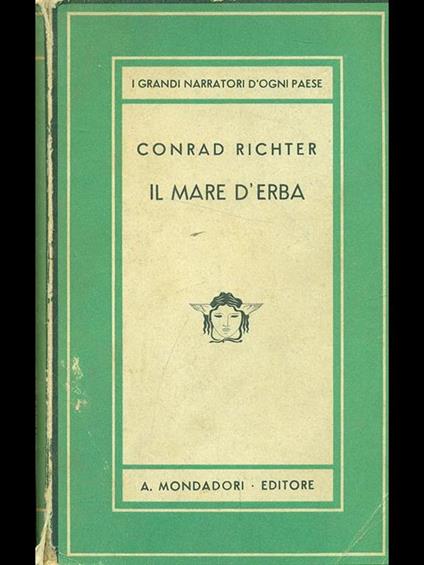 I GRANDI NARRATORI D'OGNI PAESE
CONRAD RICHTER
IL MARE D'ERBA
A. MONDADORI · EDITORE